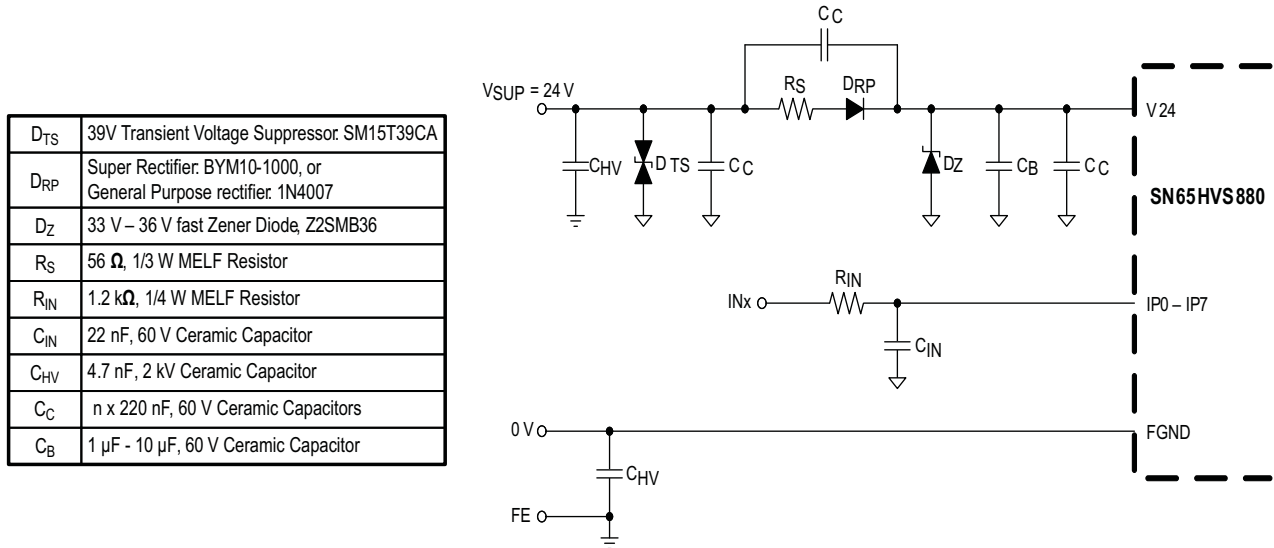 DTS 39V Transient Voltage Suppressor: SM15T39CA
DRP Super Rectifier: BYM10-1000, or
General Purpose rectifier: 1N4007
DZ 33 V – 36 V fast Zener Diode, Z2SMB36
RS 56 Ω, 1/3 W MELF Resistor
RIN 1.2 kΩ, 1/4 W MELF Resistor
CIN 22 nF, 60 V Ceramic Capacitor
CHV 4.7 nF, 2 kV Ceramic Capacitor
CC n x 220 nF, 60 V Ceramic Capacitors
CB 1 µF - 10 µF, 60 V Ceramic Capacitor
CC
VSUP = 24 V
RS
DRP
V24
CHV
DTS
CC
DZ
CB
CC
SN65HVS880
RIN
INx
IP0 – IP7
CIN
0 V
FGND
CHV
FE